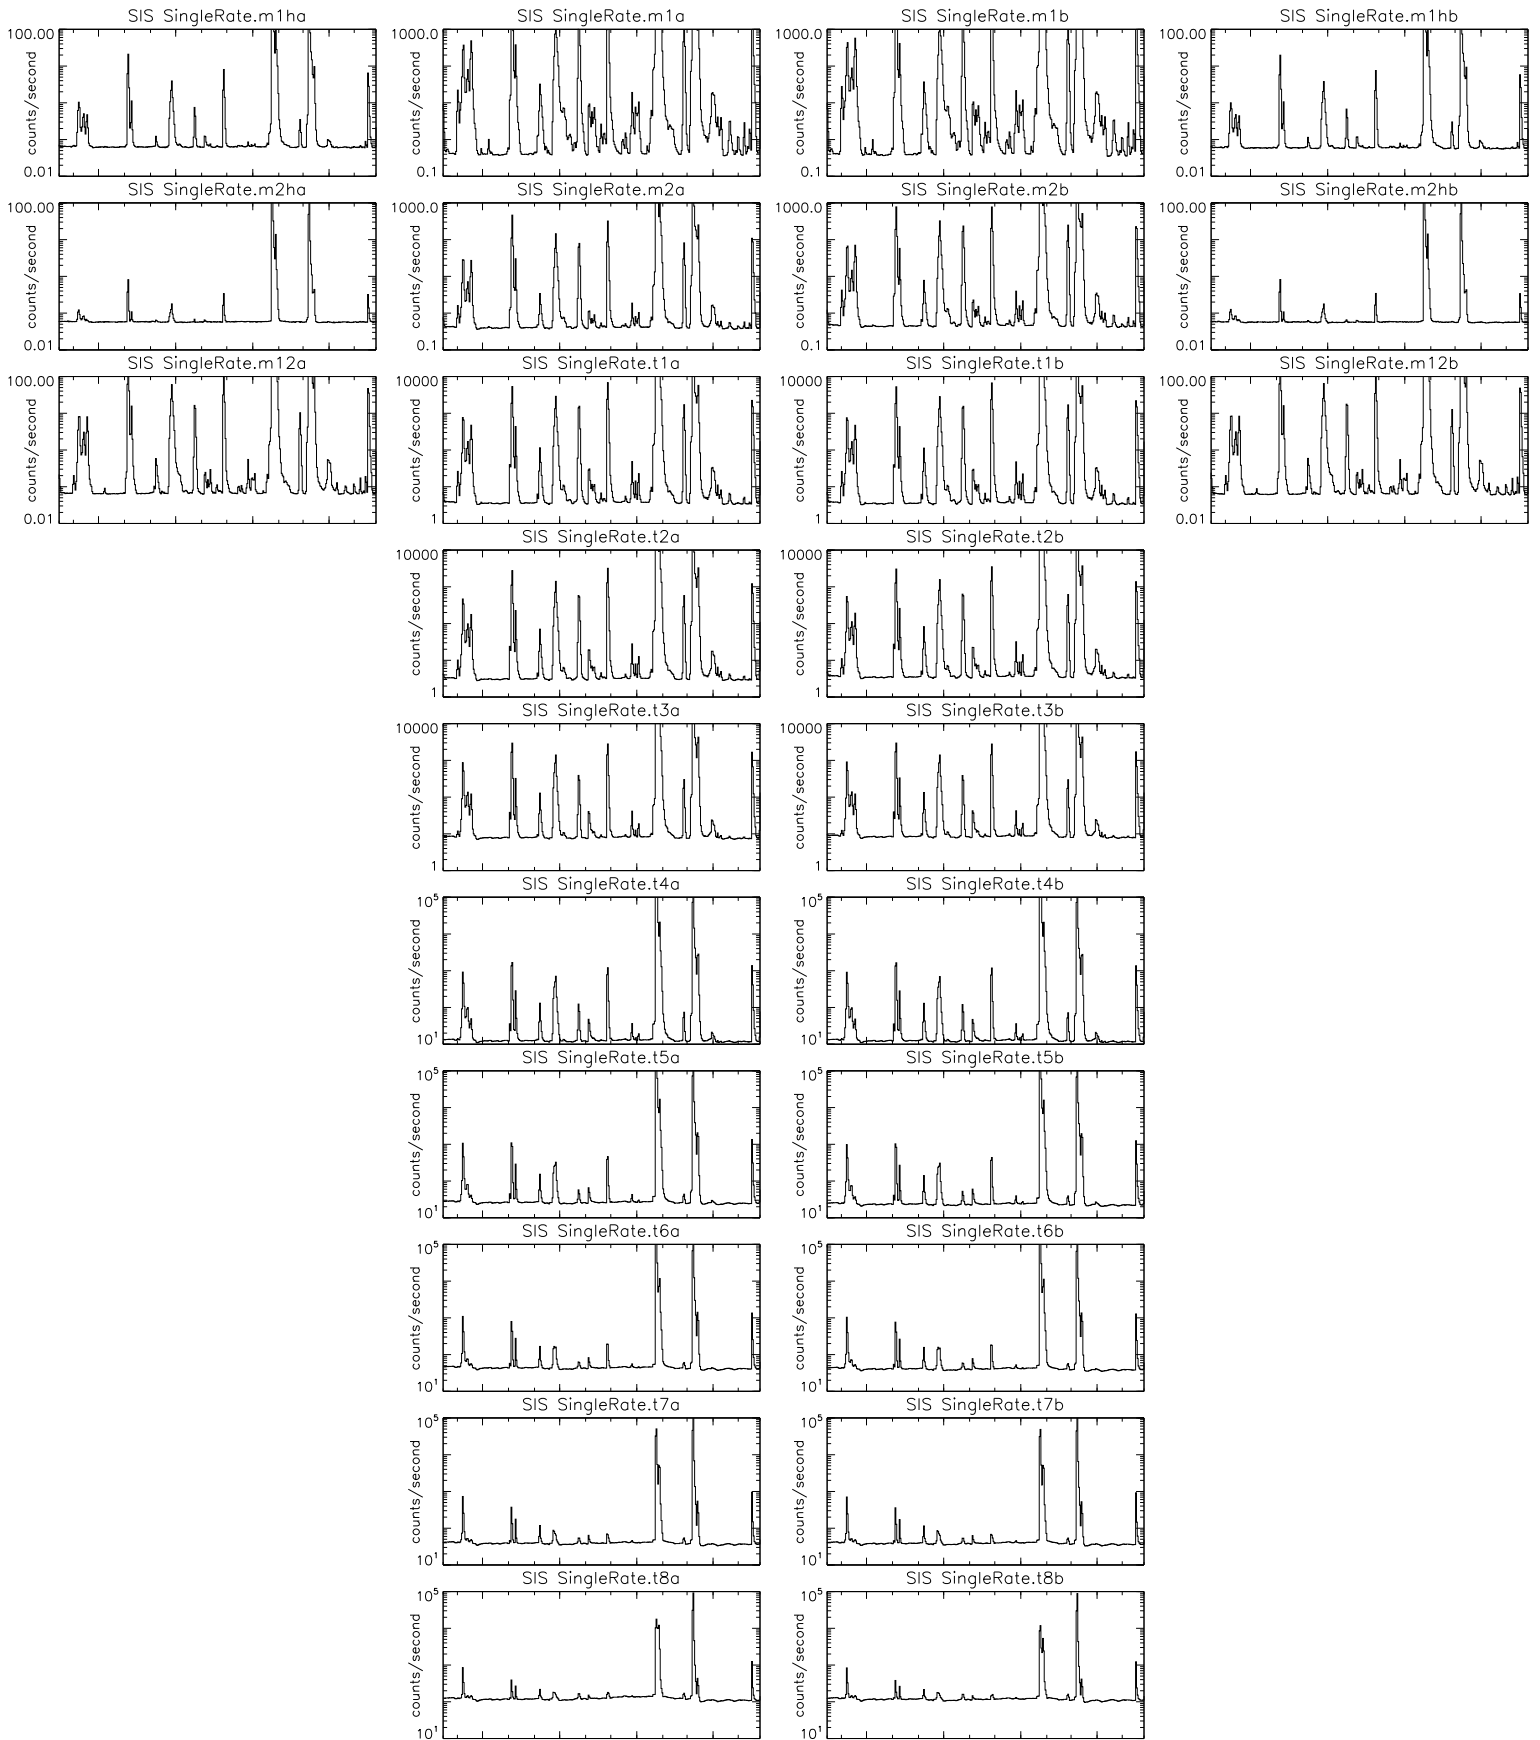 SIS SingleRate.m1ha SIS SingleRate.m1a SIS SingleRate.m1b SIS SingleRate.m1hb
100.00 1000.0 1000.0 100.00
counts/second counts/second counts/second counts/second
0.01 0.1 0.1 0.01
SIS SingleRate.m2ha SIS SingleRate.m2a SIS SingleRate.m2b SIS SingleRate.m2hb
100.00 1000.0 1000.0 100.00
counts/second counts/second counts/second counts/second
0.01 0.1 0.1 0.01
SIS SingleRate.m12a SIS SingleRate.t1a SIS SingleRate.t1b SIS SingleRate.m12b
100.00 10000 10000 100.00
counts/second counts/second counts/second counts/second
0.01 1 1 0.01
SIS SingleRate.t2a SIS SingleRate.t2b
10000 10000
counts/second counts/second
1 1
SIS SingleRate.t3a SIS SingleRate.t3b
10000 10000
counts/second counts/second
1 1
SIS SingleRate.t4a SIS SingleRate.t4b
10⁵ 10⁵
counts/second counts/second
10¹ 10¹
SIS SingleRate.t5a SIS SingleRate.t5b
10⁵ 10⁵
counts/second counts/second
10¹ 10¹
SIS SingleRate.t6a SIS SingleRate.t6b
10⁵ 10⁵
counts/second counts/second
10¹ 10¹
SIS SingleRate.t7a SIS SingleRate.t7b
10⁵ 10⁵
counts/second counts/second
10¹ 10¹
SIS SingleRate.t8a SIS SingleRate.t8b
10⁵ 10⁵
counts/second counts/second
10¹ 10¹